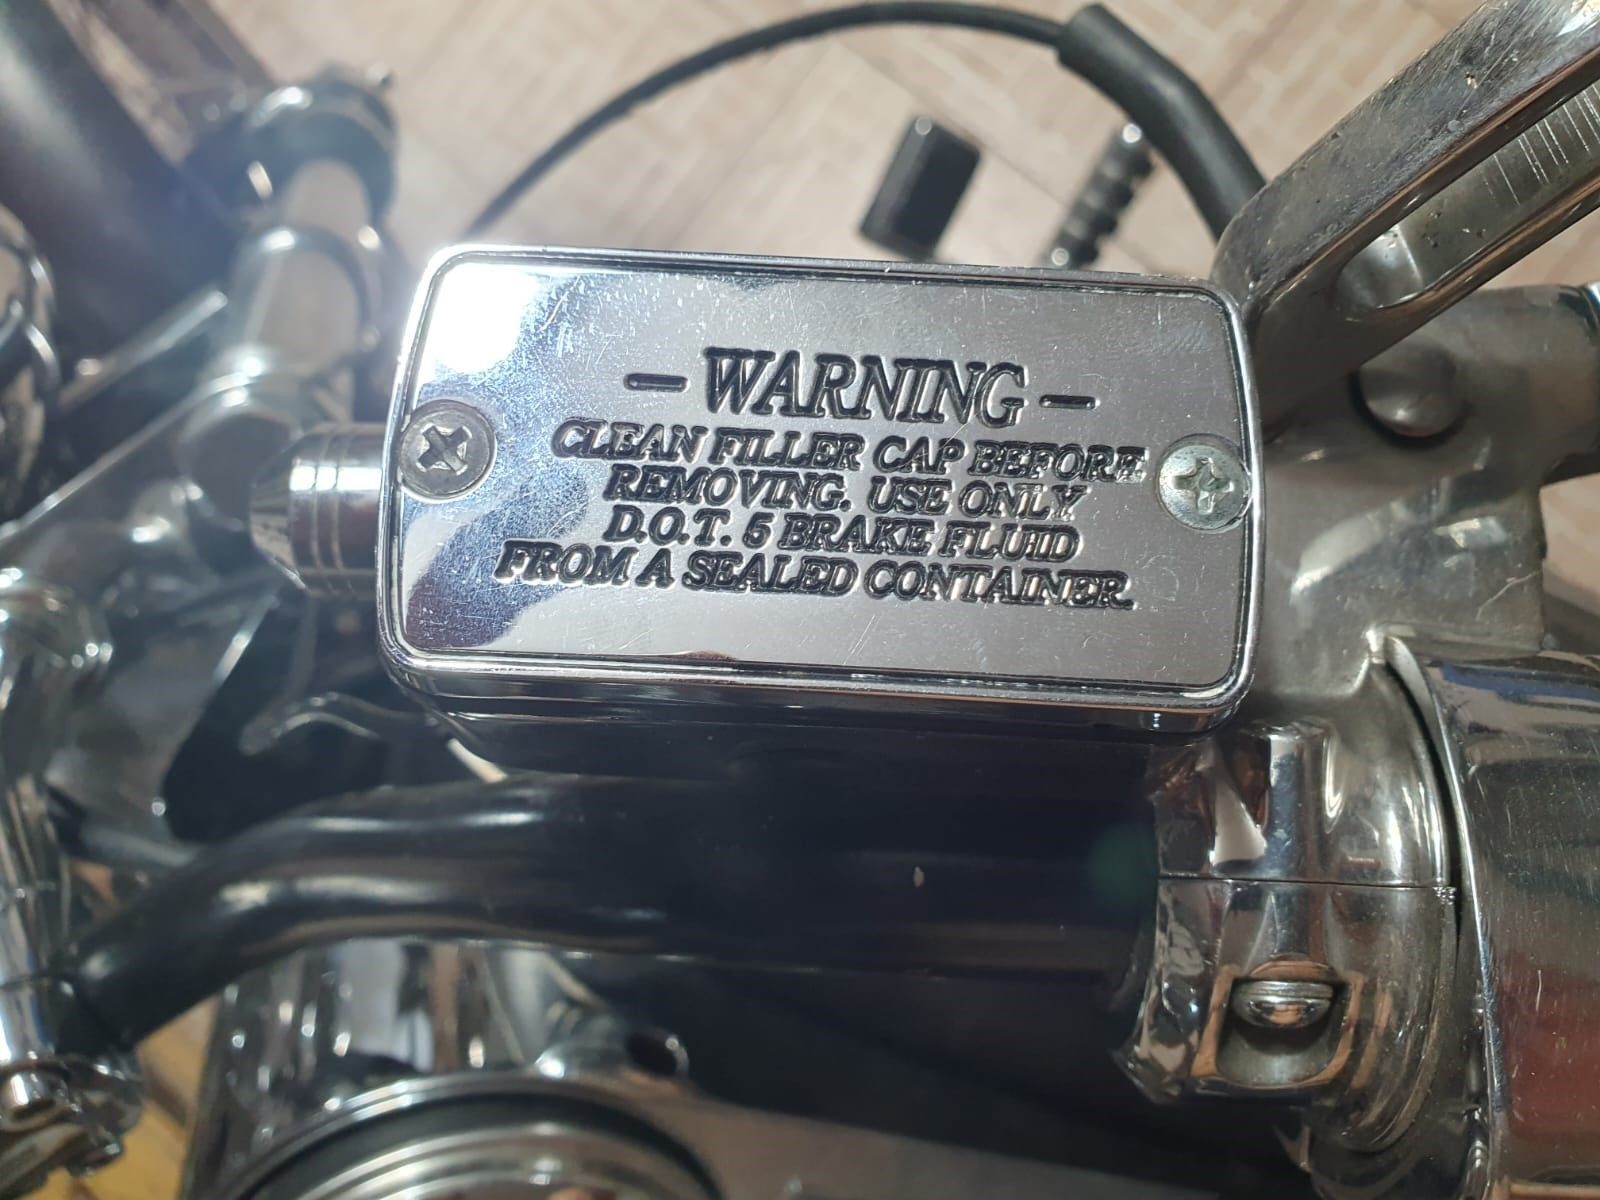 — WARNING —
CLEAN FILLER CAP BEFORE
REMOVING. USE ONLY
D.O.T. 5 BRAKE FLUID
FROM A SEALED CONTAINER.